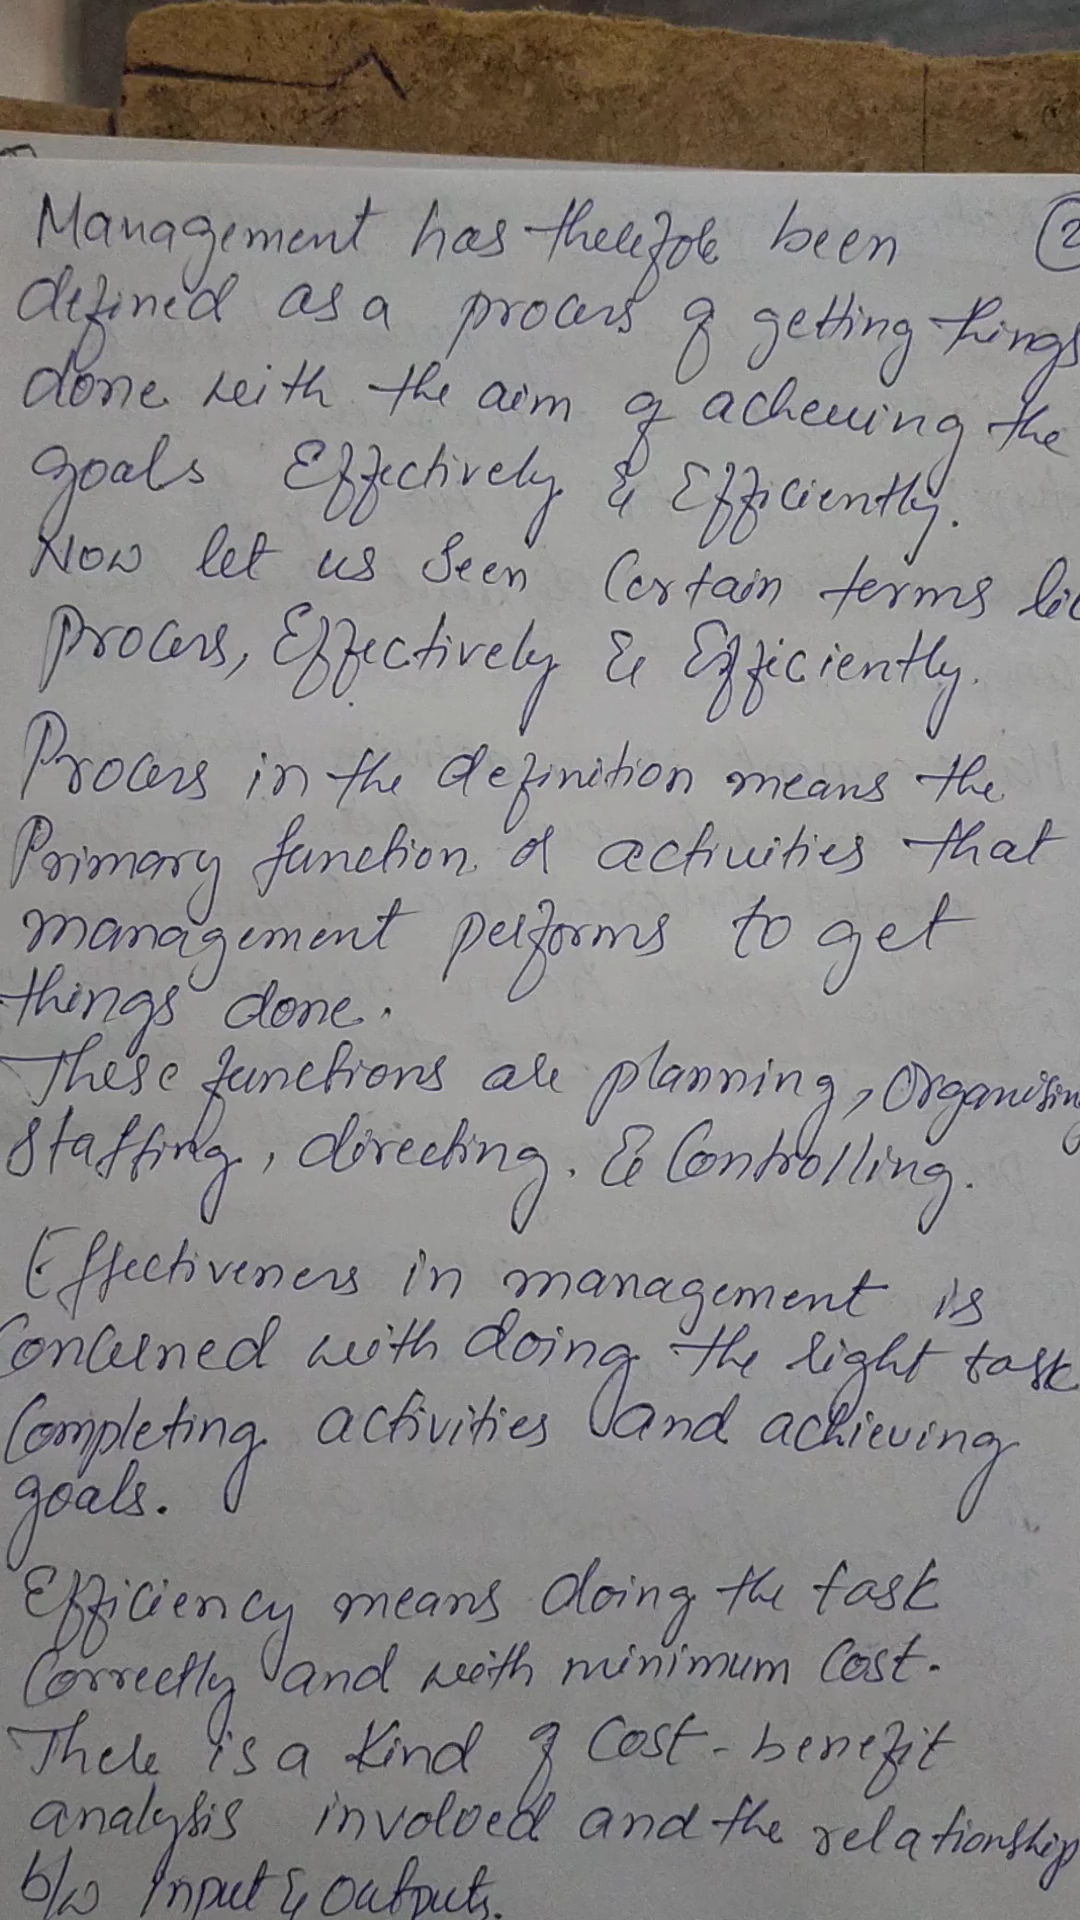 Management has therefore been 2
defined as a process of getting things
done with the aim of acheiving the
goals Effectively & Efficiently.
Now let us seen Certain terms
Process, Effectively & Efficiently.
Process in the definition means the
Primary function or activities that
management performs to get
things done.
These functions are planning, Organising
Staffing, directing. & Controlling.
Effectiveness in management is
Concerned with doing the right task
Completing activities and achieving
goals.
Efficiency means doing the task
Correctly and with minimum Cost.
There is a Kind of Cost-benefit
analysis involved and the relationship
b/w Input & Outputs.